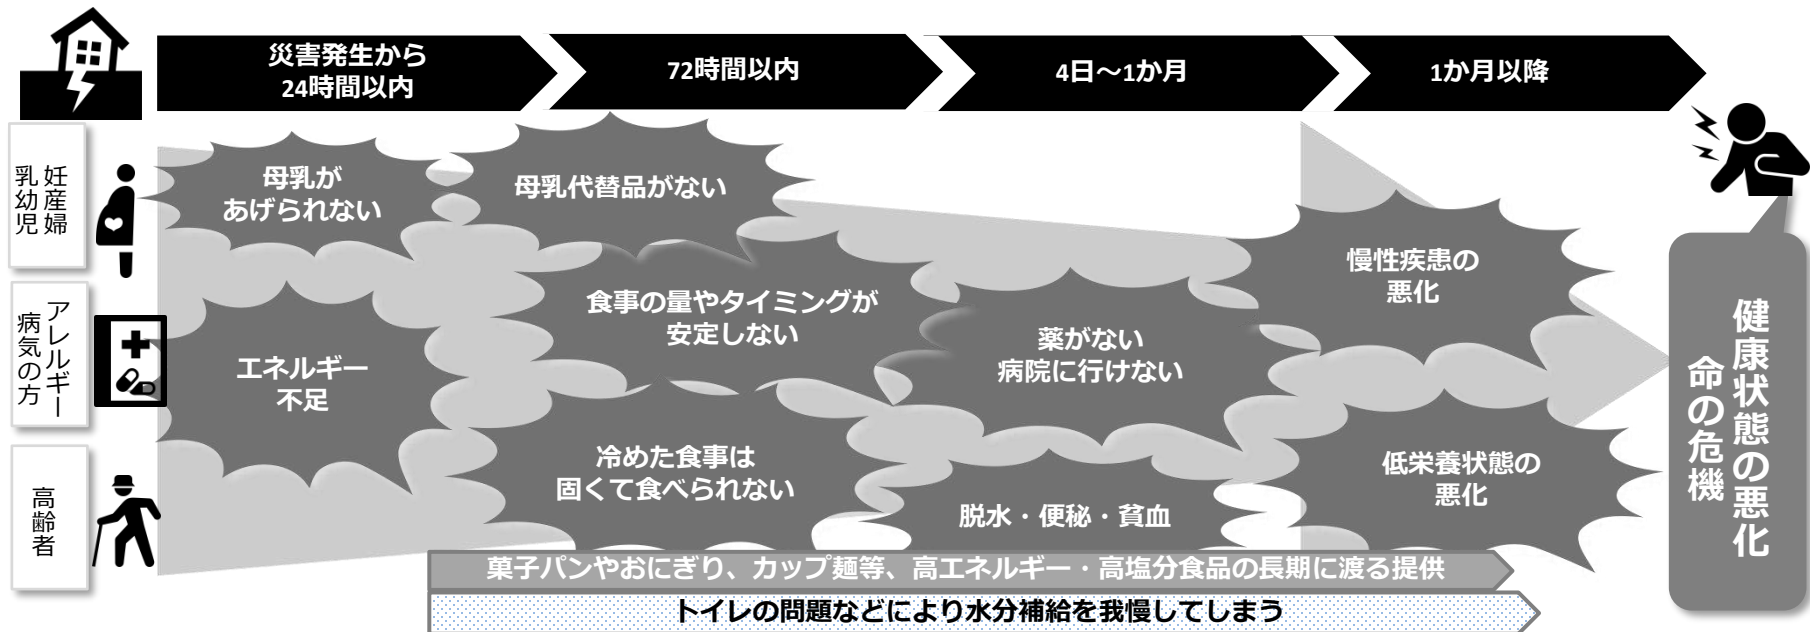 災害発生から
24時間以内
72時間以内
4日～1か月
1か月以降
妊産婦
乳幼児
アレルギー
病気の方
高齢者
母乳が
あげられない
母乳代替品がない
エネルギー
不足
食事の量やタイミングが
安定しない
冷めた食事は
固くて食べられない
薬がない
病院に行けない
脱水・便秘・貧血
慢性疾患の
悪化
低栄養状態の
悪化
菓子パンやおにぎり、カップ麺等、高エネルギー・高塩分食品の長期に渡る提供
トイレの問題などにより水分補給を我慢してしまう
健康状態の悪化
命の危機